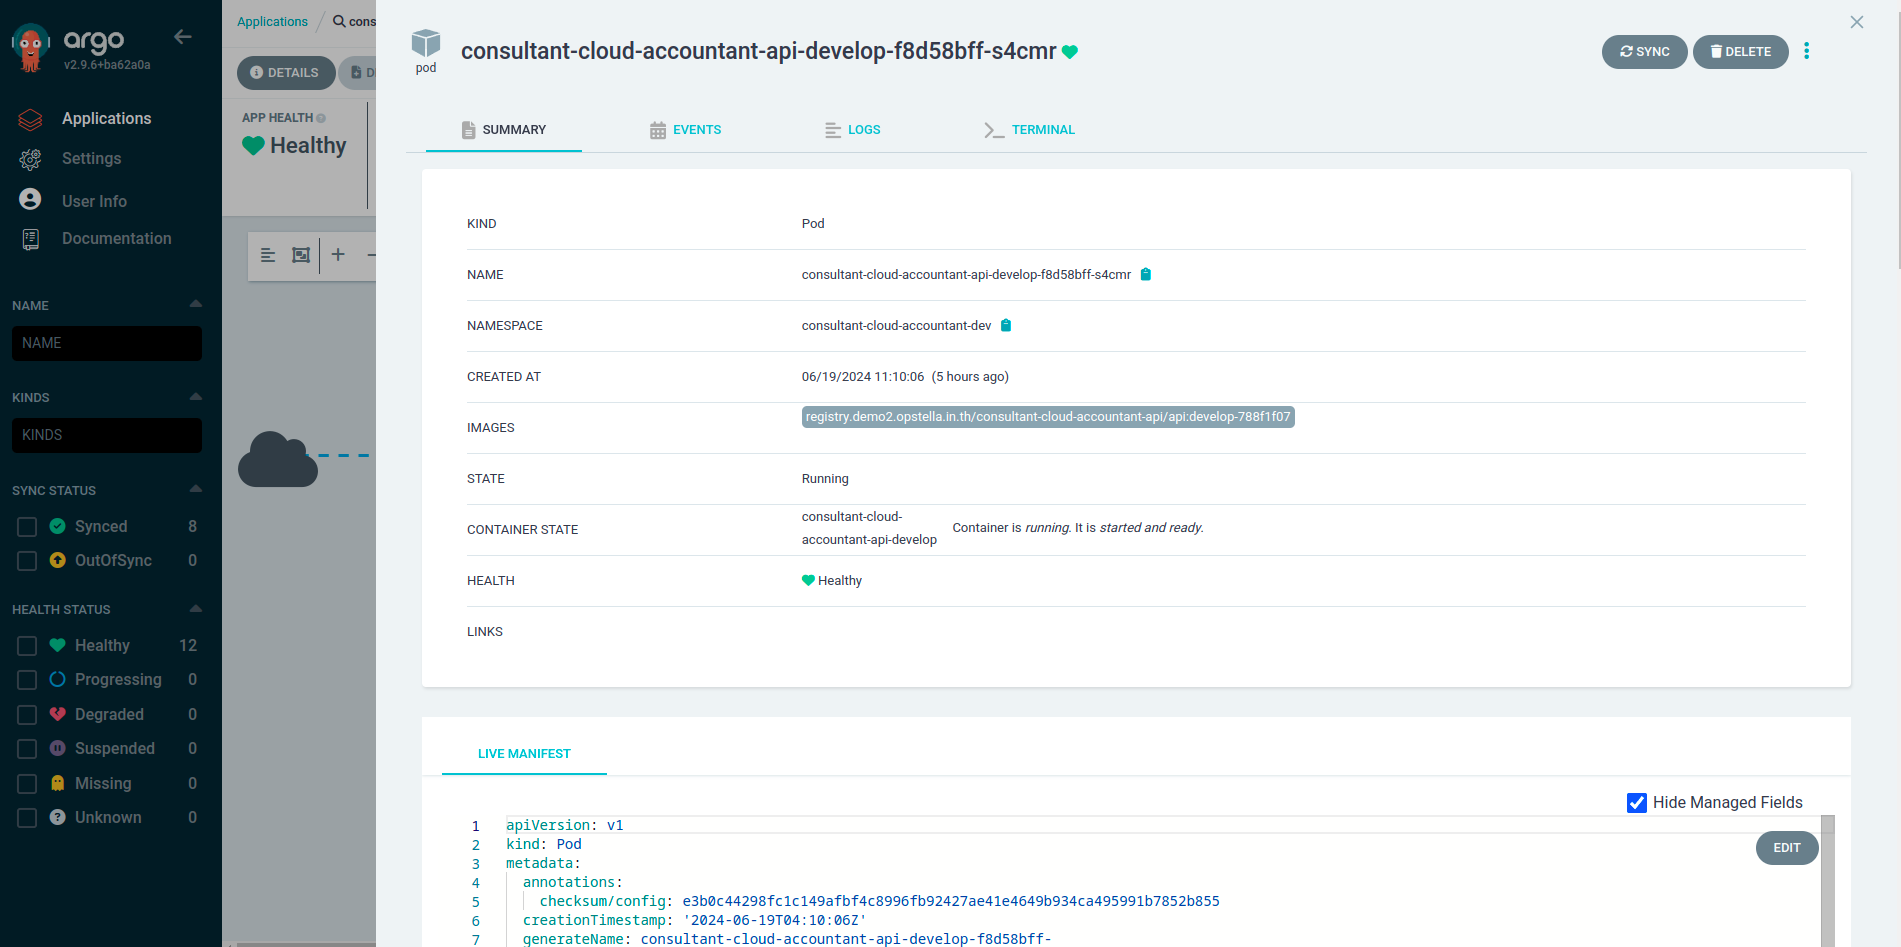 argo
v2.9.6+ba62a0a
Applications
Settings
User Info
Documentation
NAME
NAME
KINDS
KINDS
SYNC STATUS
Synced 8
OutOfSync 0
HEALTH STATUS
Healthy 12
Progressing 0
Degraded 0
Suspended 0
Missing 0
Unknown 0
Applications / cons
DETAILS D
APP HEALTH
Healthy
pod
consultant-cloud-accountant-api-develop-f8d58bff-s4cmr
SYNC DELETE
SUMMARY EVENTS LOGS TERMINAL
KIND Pod
NAME consultant-cloud-accountant-api-develop-f8d58bff-s4cmr
NAMESPACE consultant-cloud-accountant-dev
CREATED AT 06/19/2024 11:10:06 (5 hours ago)
IMAGES registry.demo2.opstella.in.th/consultant-cloud-accountant-api/api:develop-788f1f07
STATE Running
CONTAINER STATE consultant-cloud-accountant-api-develop Container is running. It is started and ready.
HEALTH Healthy
LINKS
LIVE MANIFEST
Hide Managed Fields
EDIT
1 apiVersion: v1
2 kind: Pod
3 metadata:
4 annotations:
5 checksum/config: e3b0c44298fc1c149afbf4c8996fb92427ae41e4649b934ca495991b7852b855
6 creationTimestamp: '2024-06-19T04:10:06Z'
7 generateName: consultant-cloud-accountant-api-develop-f8d58bff-